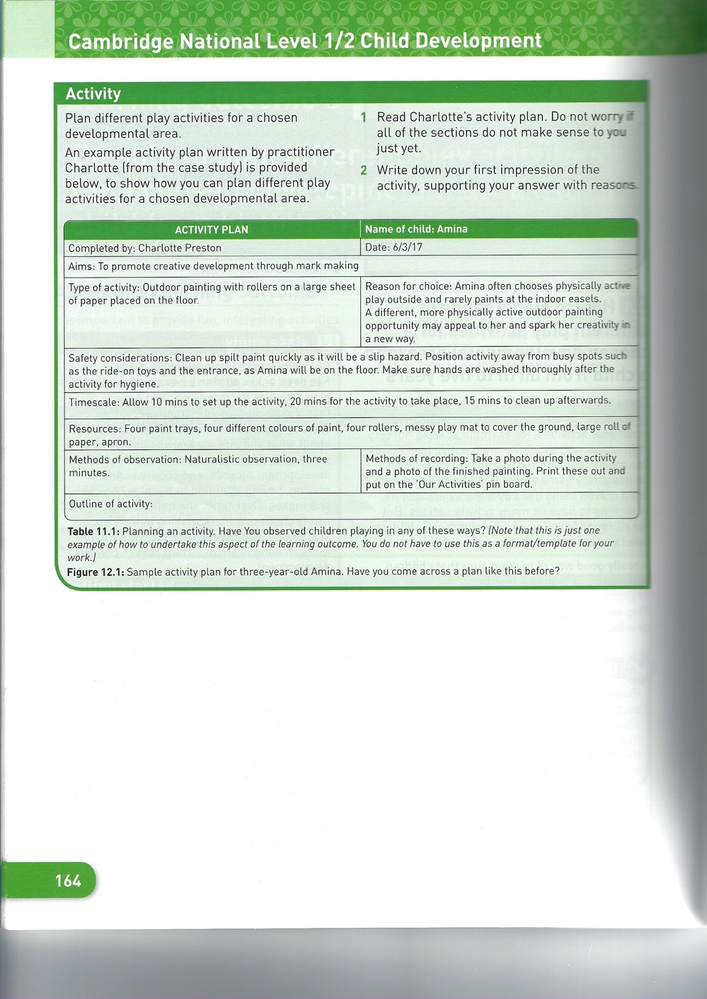 Cambridge National Level 1/2 Child Development
Activity
Plan different play activities for a chosen
developmental area.
An example activity plan written by practitioner
Charlotte (from the case study) is provided
below, to show how you can plan different play
activities for a chosen developmental area.
1 Read Charlotte's activity plan. Do not worry if
all of the sections do not make sense to you
just yet.
2 Write down your first impression of the
activity, supporting your answer with reasons.
ACTIVITY PLAN
Name of child: Amina
Completed by: Charlotte Preston
Date: 6/3/17
Aims: To promote creative development through mark making
Type of activity: Outdoor painting with rollers on a large sheet
of paper placed on the floor.
Reason for choice: Amina often chooses physically active
play outside and rarely paints at the indoor easels.
A different, more physically active outdoor painting
opportunity may appeal to her and spark her creativity in
a new way.
Safety considerations: Clean up spilt paint quickly as it will be a slip hazard. Position activity away from busy spots such
as the ride-on toys and the entrance, as Amina will be on the floor. Make sure hands are washed thoroughly after the
activity for hygiene.
Timescale: Allow 10 mins to set up the activity, 20 mins for the activity to take place, 15 mins to clean up afterwards.
Resources: Four paint trays, four different colours of paint, four rollers, messy play mat to cover the ground, large roll of
paper, apron.
Methods of observation: Naturalistic observation, three
minutes.
Methods of recording: Take a photo during the activity
and a photo of the finished painting. Print these out and
put on the 'Our Activities' pin board.
Outline of activity:
Table 11.1: Planning an activity. Have You observed children playing in any of these ways? (Note that this is just one
example of how to undertake this aspect of the learning outcome. You do not have to use this as a format/template for your
work.)
Figure 12.1: Sample activity plan for three-year-old Amina. Have you come across a plan like this before?
164